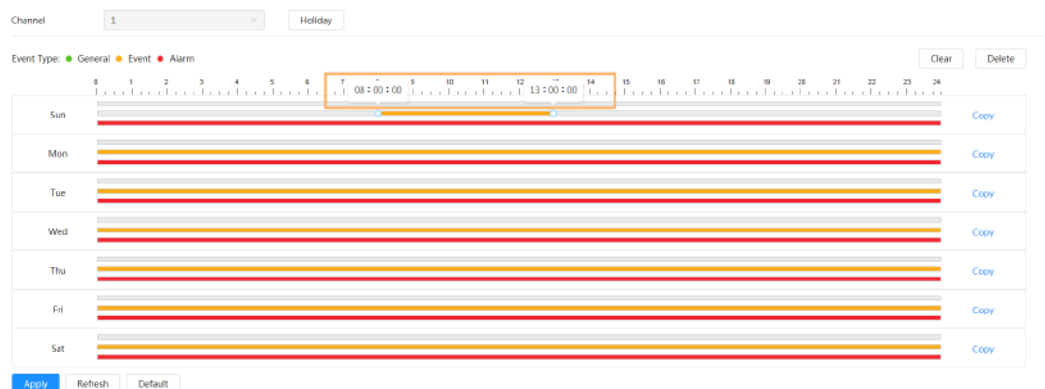 Channel 1 Holiday
Event Type: General Event Alarm Clear Delete
0 1 2 3 4 5 6 7 9 10 11 12 14 15 16 17 18 19 20 21 22 23 24
08:00:00 13:00:00
Sun Copy
Mon Copy
Tue Copy
Wed Copy
Thu Copy
Fri Copy
Sat Copy
Apply Refresh Default